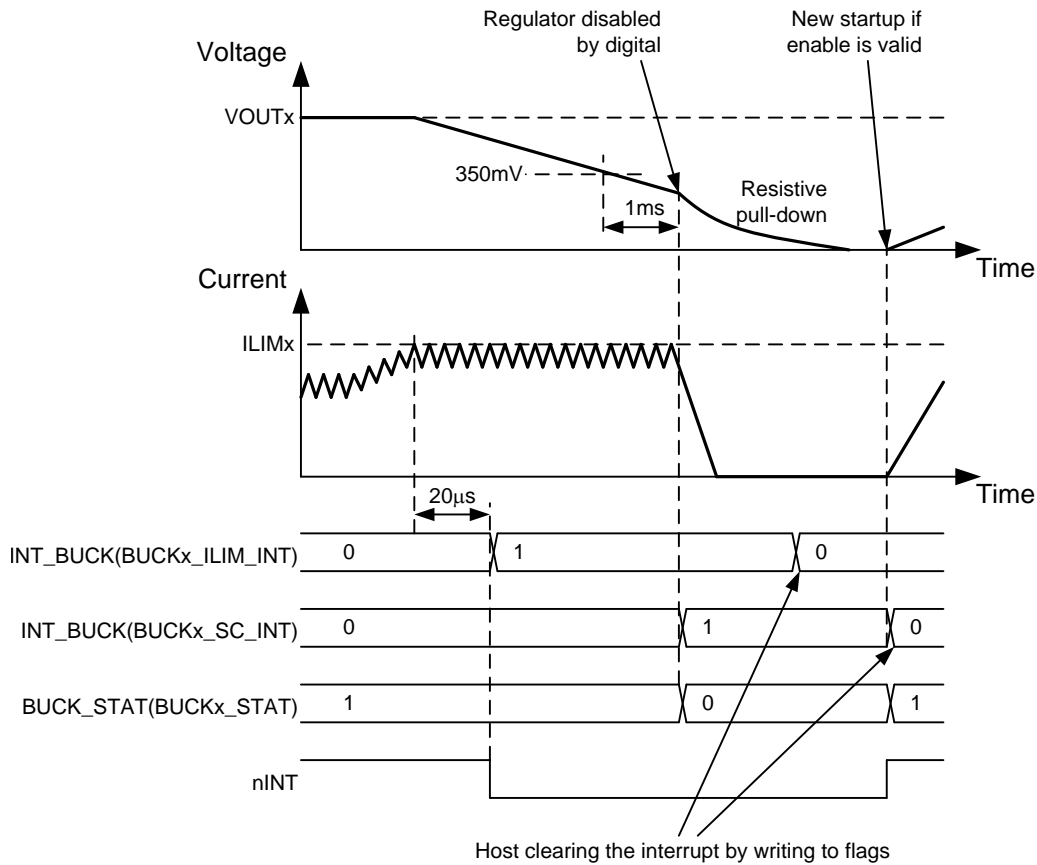 Regulator disabled
by digital
New startup if
enable is valid
Voltage
VOUTx
350mV
1ms
Resistive
pull-down
Time
Current
ILIMx
Time
20μs
INT_BUCK(BUCKx_ILIM_INT)
0
1
0
INT_BUCK(BUCKx_SC_INT)
0
1
0
BUCK_STAT(BUCKx_STAT)
1
0
1
nINT
Host clearing the interrupt by writing to flags